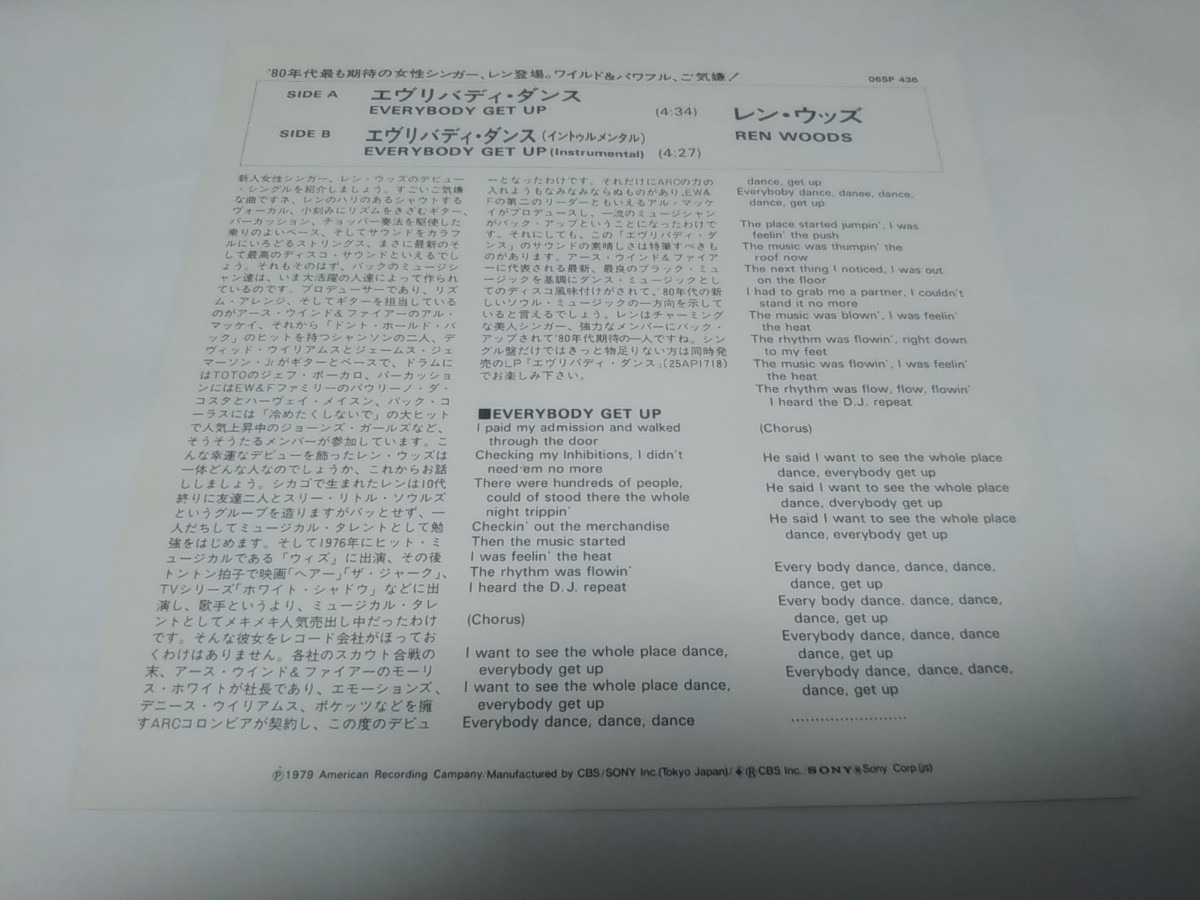 '80年代最も期待の女性シンガー、レン登場。ワイルド&パワフル、ご気嫌！
06SP 436
SIDE A エヴリバディ・ダンス
EVERYBODY GET UP (4:34)
SIDE B エヴリバディ・ダンス(イントゥルメンタル)
EVERYBODY GET UP (Instrumental) (4:27)
レン・ウッズ
REN WOODS
新人女性シンガー、レン・ウッズのデビュー
・シングルを紹介しましょう。すごいご気嫌
な曲ですネ、レンのハリのあるシャウトする
ヴォーカル、小刻みにリズムをきざむギター、
パーカッション、チョッパー奏法を駆使した
乗りのよいベース、そしてサウンドをカラフ
ルにいろどるストリングス、まさに最新のそ
して最高のディスコ・サウンドといえるでし
ょう。それもそのはず、バックのミュージシ
ャン達は、いま大活躍の人達によって作られ
ているのです。プロデューサーであり、リズ
ム・アレンジ、そしてギターを担当している
のがアース・ウインド&ファイアーのアル・
マッケイ、それから「ドント・ホールド・バ
ック」のヒットを持つシャンソンの二人、デ
ヴィッド・ウイリアムスとジェームス・ジェ
マーソン・Jr.がギターとベースで、ドラムに
はTOTOのジェフ・ポーカロ、パーカッショ
ンにはEW&Fファミリーのパウリーノ・ダ・
コスタとハーヴェイ・メイスン、バック・コ
ーラスには「冷めたくしないで」の大ヒット
で人気上昇中のジョーンズ・ガールズなど、
そうそうたるメンバーが参加しています。こ
んな幸運なデビューを飾ったレン・ウッズは
一体どんな人なのでしょうか、これからお話
ししましょう。シカゴで生まれたレンは10代
終りに友達二人とスリー・リトル・ソウルズ
というグループを造りますがパッとせず、一
人だちしてミュージカル・タレントとして勉
強をはじめます。そして1976年にヒット・ミ
ュージカルである「ウィズ」に出演、その後
トントン拍子で映画「ヘアー」「ザ・ジャーク」、
TVシリーズ「ホワイト・シャドウ」などに出
演し、歌手というより、ミュージカル・タレ
ントとしてメキメキ人気売出し中だったわけ
です。そんな彼女をレコード会社がほってお
くわけはありません。各社のスカウト合戦の
末、アース・ウインド&ファイアーのモーリ
ス・ホワイトが社長であり、エモーションズ、
デニース・ウイリアムス、ポケッツなどを擁
すARCコロンビアが契約し、この度のデビュ
ーとなったわけです。それだけにARCの力の
入れようもなみなみならぬものがあり、EW&
Fの第二のリーダーともいえるアル・マッケ
イがプロデュースし、一流のミュージシャン
がバック・アップということになったわけで
す。それにしても、この「エヴリバディ・ダ
ンス」のサウンドの素晴しさは特筆すべきも
のがあります。アース・ウインド&ファイア
ーに代表される最新、最良のブラック・ミュ
ージックを基調にダンス・ミュージックとし
てのディスコ風味付けがされて、'80年代の新
しいソウル・ミュージックの一方向を示して
いると言えるでしょう。レンはチャーミング
な美人シンガー、強力なメンバーにバック・
アップされて'80年代期待の一人ですね。シン
グル盤だけではきっと物足りない方は同時発
売のLP「エヴリバディ・ダンス」(25AP1718)
でお楽しみ下さい。
■EVERYBODY GET UP
I paid my admission and walked
through the door
Checking my Inhibitions, I didn't
need'em no more
There were hundreds of people,
could of stood there the whole
night trippin'
Checkin' out the merchandise
Then the music started
I was feelin' the heat
The rhythm was flowin'
I heard the D.J. repeat
(Chorus)
I want to see the whole place dance,
everybody get up
I want to see the whole place dance,
everybody get up
Everybody dance, dance, dance
dance, get up
Everyboby dance, danee, dance,
dance, get up
The place started jumpin', I was
feelin' the push
The music was thumpin' the
roof now
The next thing I noticed, I was out
on the floor
I had to grab me a partner, I couldn't
stand it no more
The music was blown', I was feelin'
the heat
The rhythm was flowin', right down
to my feet
The music was flowin', I was feelin'
the heat
The rhythm was flow, flow, flowin'
I heard the D.J. repeat
(Chorus)
He said I want to see the whole place
dance, everybody get up
He said I want to see the whole place
dance, dverybody get up
He said I want to see the whole place
dance, everybody get up
Every body dance, dance, dance,
dance, get up
Every body dance. dance, dance,
dance, get up
Everybody dance, dance, dance
dance, get up
Everybody dance, dance, dance,
dance, get up
........................
Ⓟ1979 American Recording Campany/Manufactured by CBS/SONY Inc.(Tokyo Japan)/ ®CBS Inc./SONY®Sony Corp.(js)